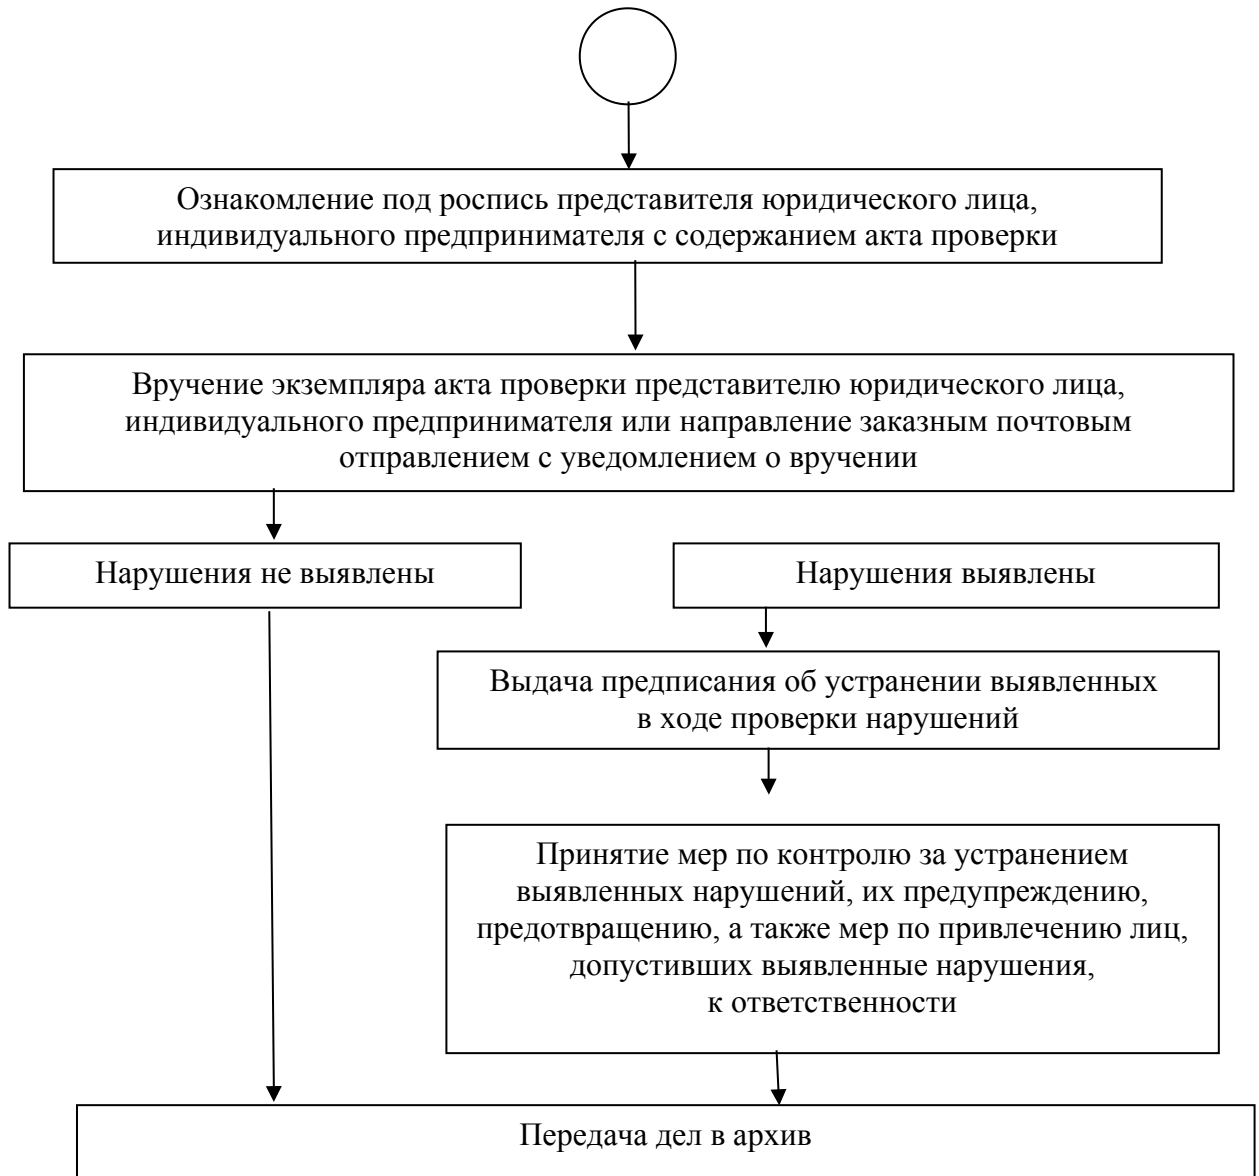 Ознакомление под роспись представителя юридического лица,
индивидуального предпринимателя с содержанием акта проверки
Вручение экземпляра акта проверки представителю юридического лица,
индивидуального предпринимателя или направление заказным почтовым
отправлением с уведомлением о вручении
Нарушения не выявлены
Нарушения выявлены
Выдача предписания об устранении выявленных
в ходе проверки нарушений
Принятие мер по контролю за устранением
выявленных нарушений, их предупреждению,
предотвращению, а также мер по привлечению лиц,
допустивших выявленные нарушения,
к ответственности
Передача дел в архив